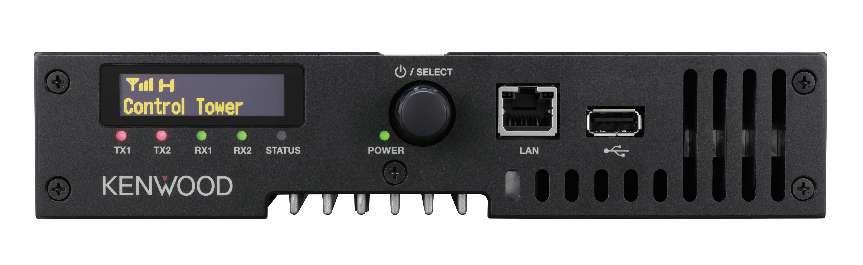 ⏻ / SELECT
Control Tower
TX1 TX2 RX1 RX2 STATUS
POWER
LAN
KENWOOD